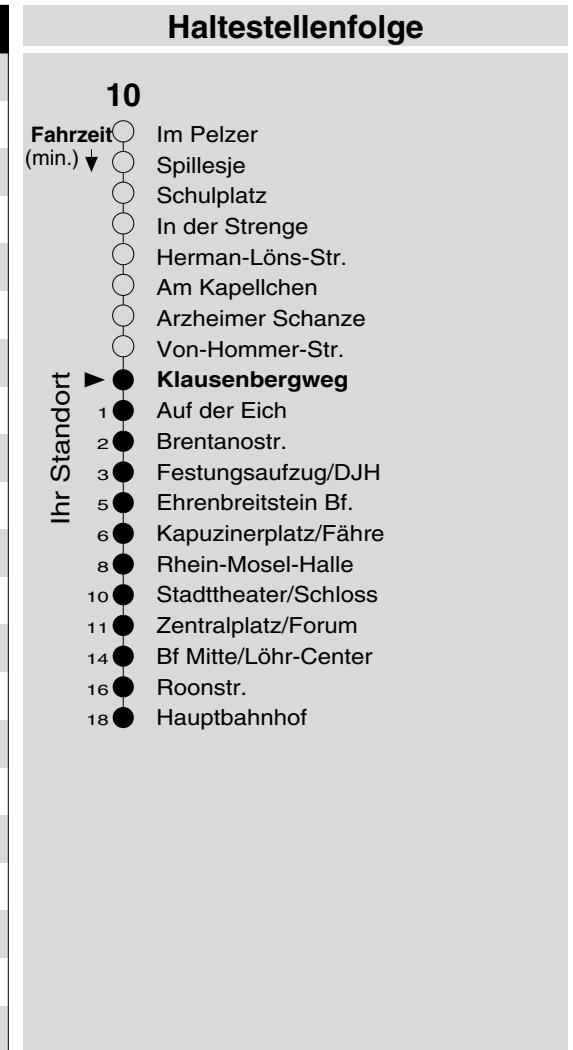 Haltestellenfolge
10
Fahrzeit
(min.)
Im Pelzer
Spillesje
Schulplatz
In der Strenge
Herman-Löns-Str.
Am Kapellchen
Arzheimer Schanze
Von-Hommer-Str.
Ihr Standort
Klausenbergweg
1 Auf der Eich
2 Brentanostr.
3 Festungsaufzug/DJH
5 Ehrenbreitstein Bf.
6 Kapuzinerplatz/Fähre
8 Rhein-Mosel-Halle
10 Stadttheater/Schloss
11 Zentralplatz/Forum
14 Bf Mitte/Löhr-Center
16 Roonstr.
18 Hauptbahnhof